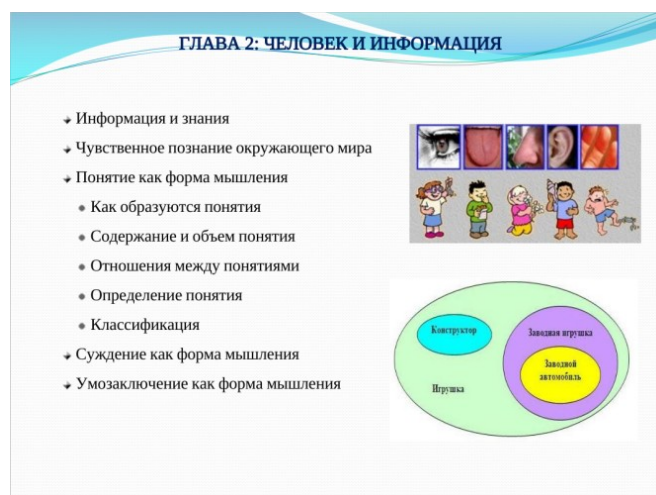 ГЛАВА 2: ЧЕЛОВЕК И ИНФОРМАЦИЯ
Информация и знания
Чувственное познание окружающего мира
Понятие как форма мышления
Как образуются понятия
Содержание и объем понятия
Отношения между понятиями
Определение понятия
Классификация
Суждение как форма мышления
Умозаключение как форма мышления
Конструктор
Заводная игрушка
Заводной
автомобиль
Игрушка